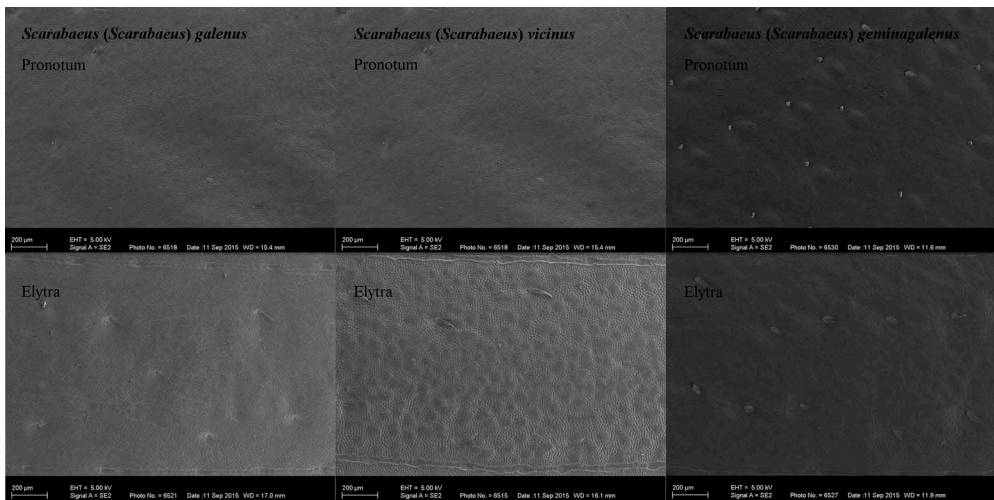 Scarabaeus (Scarabaeus) galenus
Pronotum
200 µm
EHT = 5.00 kV
Signal A = SE2
Photo No. = 6518
Date :11 Sep 2015
WD = 15.4 mm
Scarabaeus (Scarabaeus) vicinus
Pronotum
200 µm
EHT = 5.00 kV
Signal A = SE2
Photo No. = 6518
Date :11 Sep 2015
WD = 15.4 mm
Scarabaeus (Scarabaeus) geminagalenus
Pronotum
200 µm
EHT = 5.00 kV
Signal A = SE2
Photo No. = 6530
Date :11 Sep 2015
WD = 11.6 mm
Elytra
200 µm
EHT = 5.00 kV
Signal A = SE2
Photo No. = 6521
Date :11 Sep 2015
WD = 17.0 mm
Elytra
200 µm
EHT = 5.00 kV
Signal A = SE2
Photo No. = 6515
Date :11 Sep 2015
WD = 16.1 mm
Elytra
200 µm
EHT = 5.00 kV
Signal A = SE2
Photo No. = 6527
Date :11 Sep 2015
WD = 11.9 mm